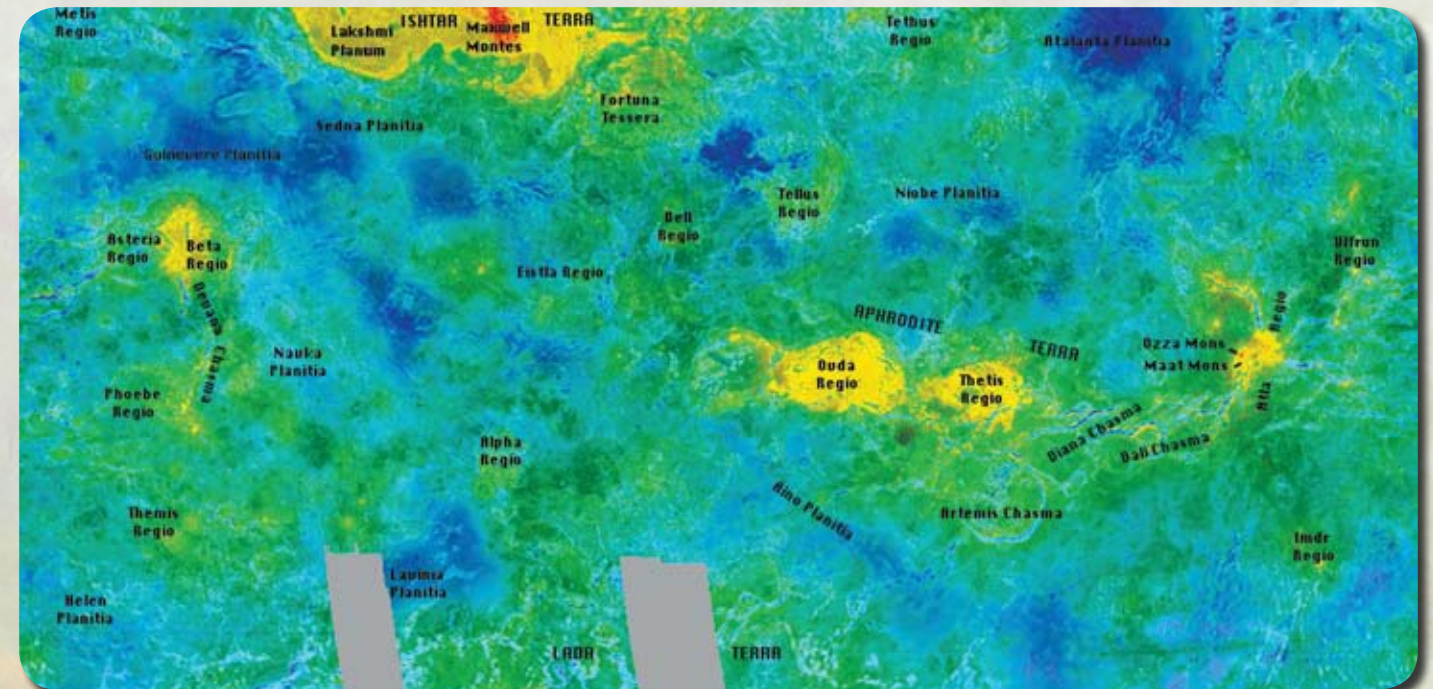 Metis
Regio
Lakshmi
Planum
ISHTAR
Maxwell
Montes
TERRA
Tethus
Regio
Atalanta Planitia
Fortuna
Tessera
Sedna Planitia
Guinevere Planitia
Tellus
Regio
Niobe Planitia
Bell
Regio
Asteria
Regio
Beta
Regio
Ulfrun
Regio
Eistla Regio
Devana Chasma
APHRODITE
TERRA
Regio
Ozza Mons
Maat Mons
Atla
Nauka
Planitia
Ouda
Regio
Thetis
Regio
Phoebe
Regio
Diana Chasma
Dali Chasma
Alpha
Regio
Aino Planitia
Artemis Chasma
Themis
Regio
Imdr
Regio
Lavinia
Planitia
Helen
Planitia
LADA
TERRA